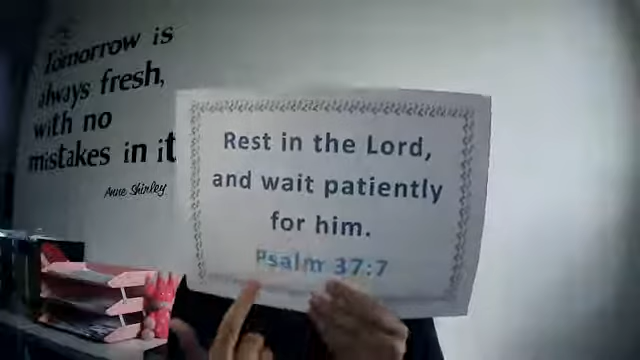 Tomorrow is
always fresh,
with no
mistakes in it
Anne Shirley
Rest in the Lord,
and wait patiently
for him.
Psalm 37:7